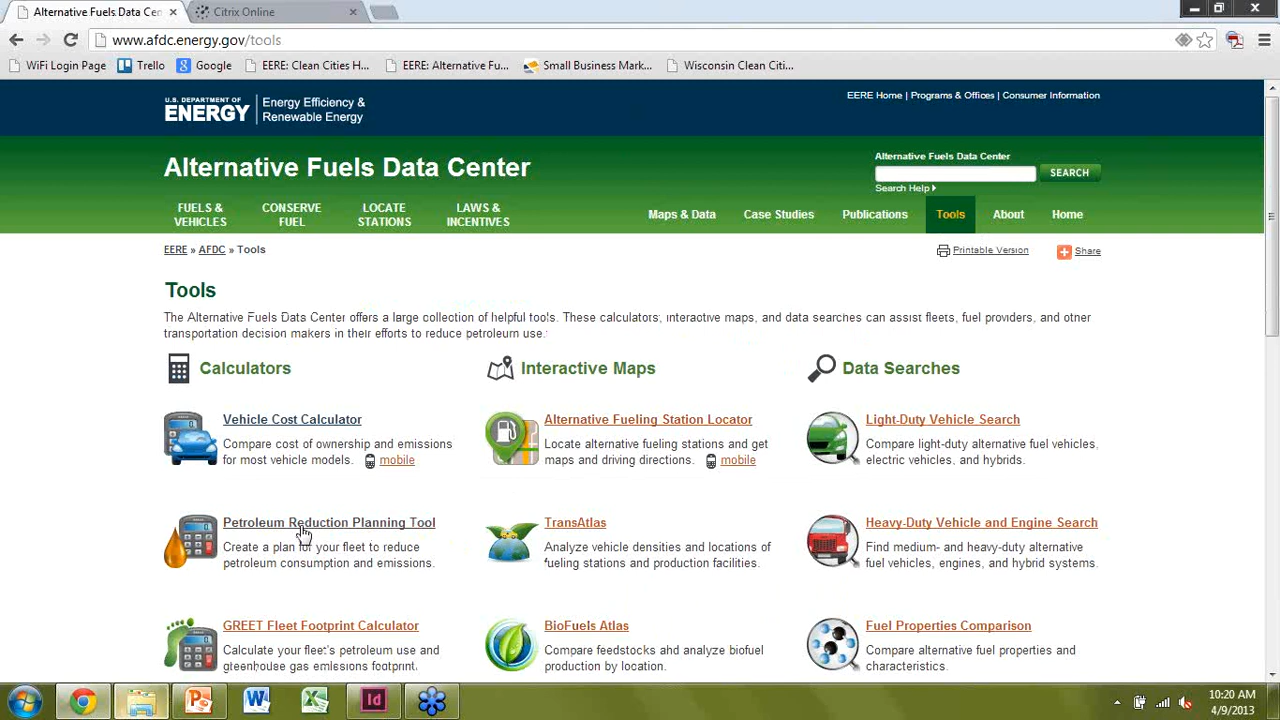 Alternative Fuels Data Cen
Citrix Online
www.afdc.energy.gov/tools
WiFi Login Page Trello Google EERE: Clean Cities H... EERE: Alternative Fu... Small Business Mark... Wisconsin Clean Citi...
U.S. DEPARTMENT OF
ENERGY
Energy Efficiency &
Renewable Energy
EERE Home | Programs & Offices | Consumer Information
Alternative Fuels Data Center
Alternative Fuels Data Center
SEARCH
Search Help
FUELS &
VEHICLES
CONSERVE
FUEL
LOCATE
STATIONS
LAWS &
INCENTIVES
Maps & Data Case Studies Publications Tools About Home
EERE » AFDC » Tools
Printable Version Share
Tools
The Alternative Fuels Data Center offers a large collection of helpful tools. These calculators, interactive maps, and data searches can assist fleets, fuel providers, and other
transportation decision makers in their efforts to reduce petroleum use.
Calculators
Vehicle Cost Calculator
Compare cost of ownership and emissions
for most vehicle models. mobile
Petroleum Reduction Planning Tool
Create a plan for your fleet to reduce
petroleum consumption and emissions.
GREET Fleet Footprint Calculator
Calculate your fleet's petroleum use and
greenhouse gas emissions footprint.
Interactive Maps
Alternative Fueling Station Locator
Locate alternative fueling stations and get
maps and driving directions. mobile
TransAtlas
Analyze vehicle densities and locations of
fueling stations and production facilities.
BioFuels Atlas
Compare feedstocks and analyze biofuel
production by location.
Data Searches
Light-Duty Vehicle Search
Compare light-duty alternative fuel vehicles,
electric vehicles, and hybrids.
Heavy-Duty Vehicle and Engine Search
Find medium- and heavy-duty alternative
fuel vehicles, engines, and hybrid systems.
Fuel Properties Comparison
Compare alternative fuel properties and
characteristics.
10:20 AM
4/9/2013